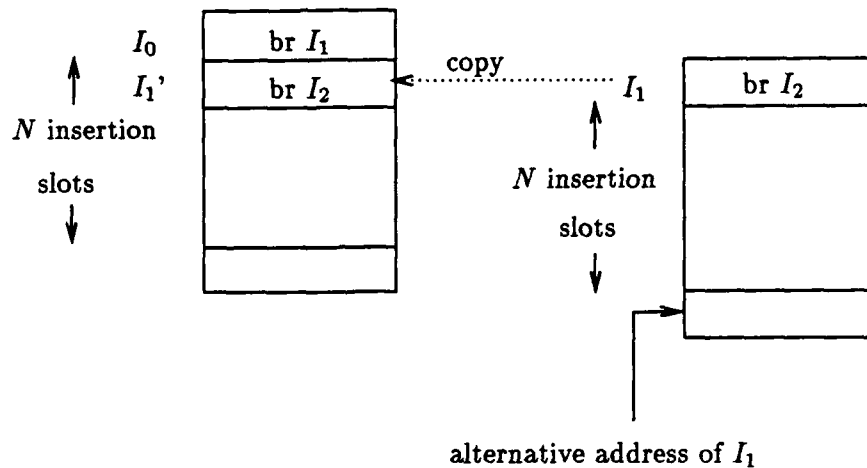 I₀ br I₁
I₁' br I₂
copy
I₁ br I₂
N insertion
slots
N insertion
slots
alternative address of I₁